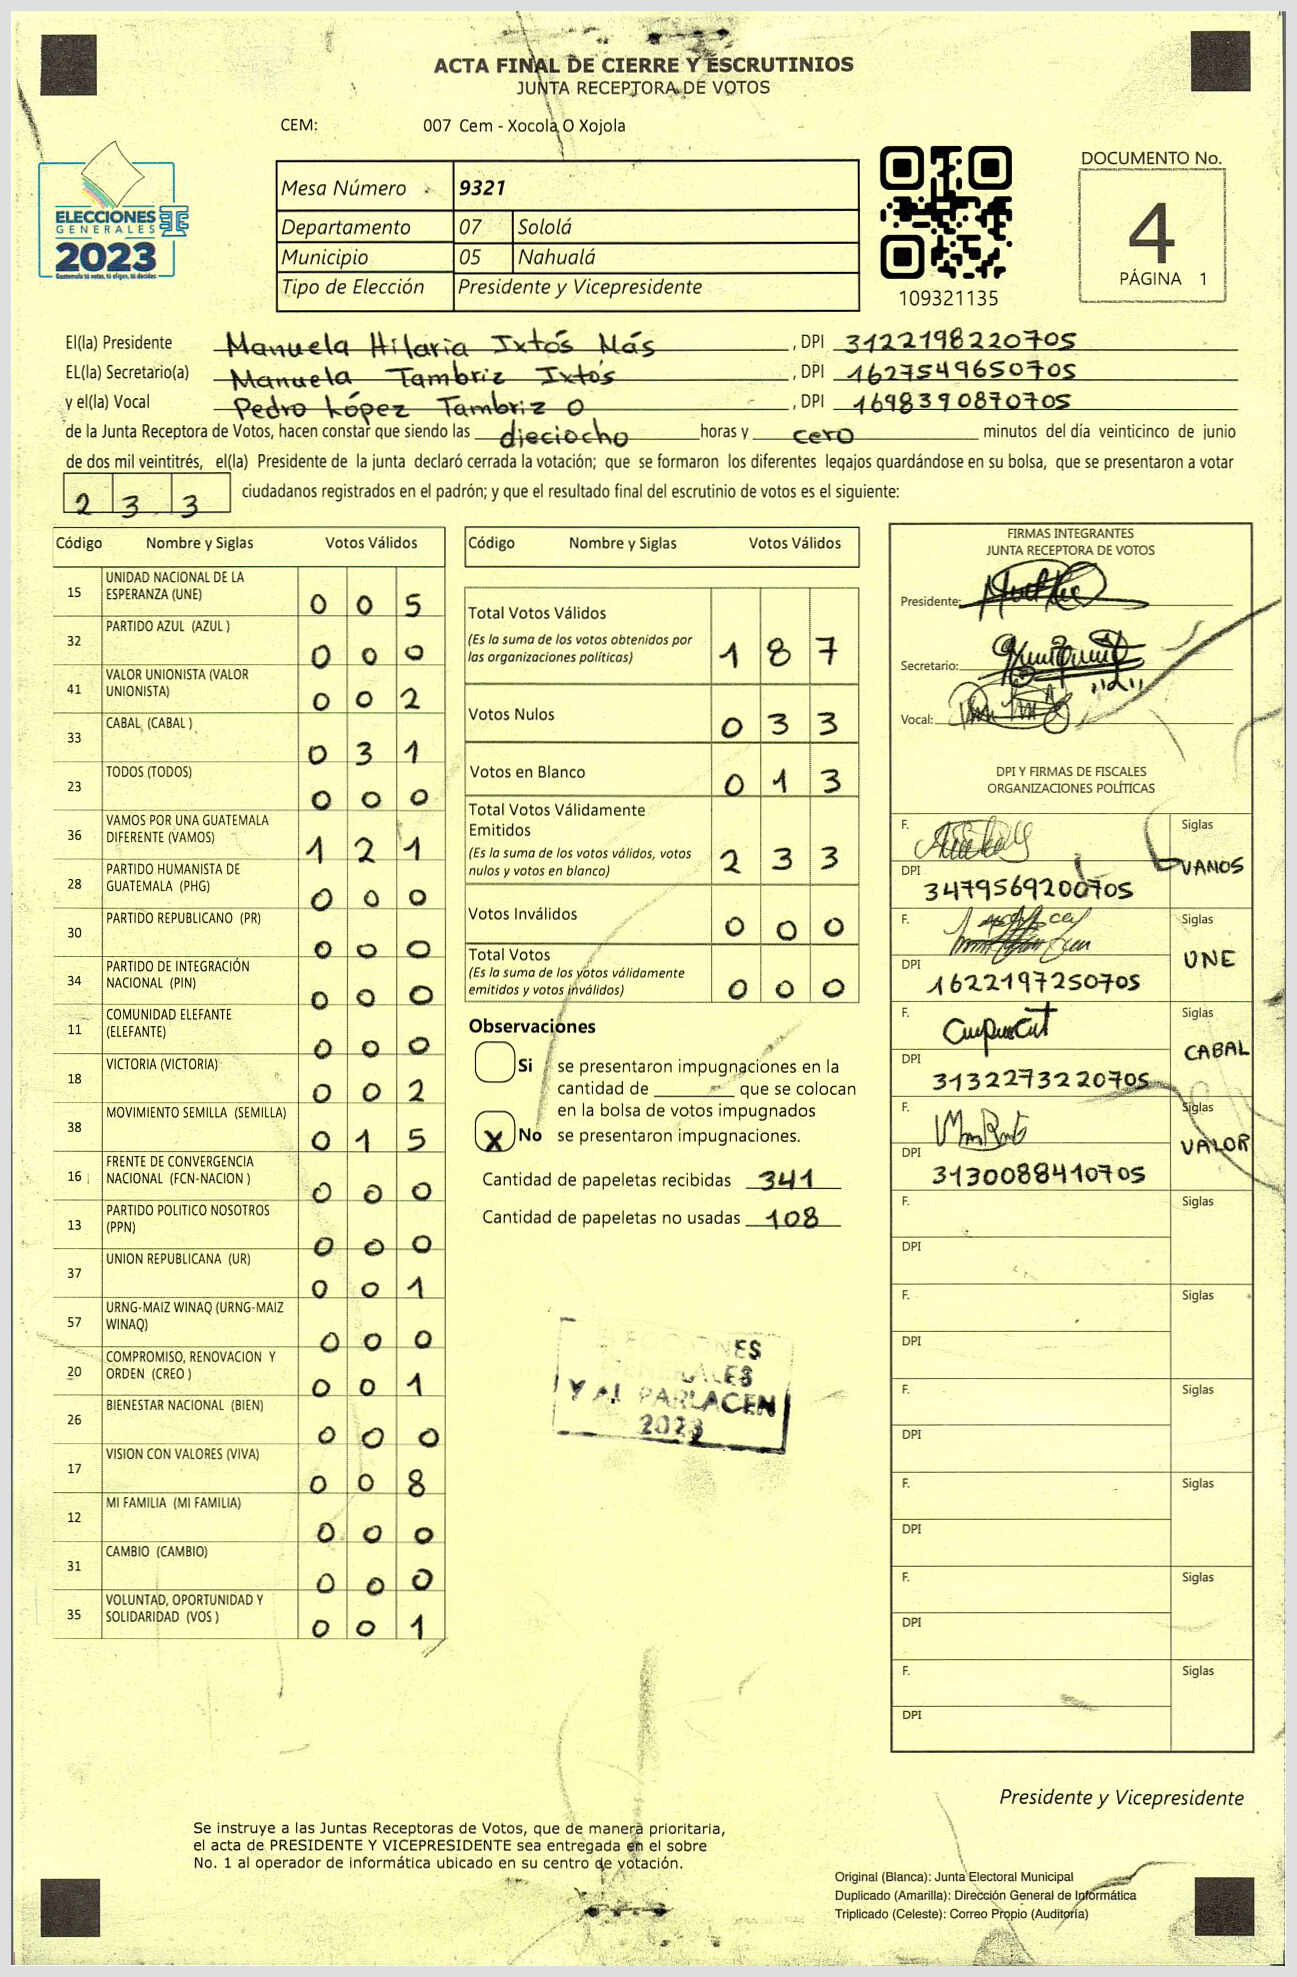 ACTA FINAL DE CIERRE Y ESCRUTINIOS
JUNTA RECEPTORA DE VOTOS
CEM: 007 Cem - Xocola O Xojola
ELECCIONES
GENERALES
2023
Guatemala tú votas, tú eliges, tú decides
Mesa Número 9321
Departamento 07 Sololá
Municipio 05 Nahualá
Tipo de Elección Presidente y Vicepresidente
109321135
DOCUMENTO No.
4
PÁGINA 1
El(la) Presidente Manuela Hilaria Ixtós Más , DPI 3122198220705
EL(la) Secretario(a) Manuela Tambriz Ixtós , DPI 1627549650705
y el(la) Vocal Pedro López Tambriz O , DPI 1698390870705
de la Junta Receptora de Votos, hacen constar que siendo las dieciocho horas y cero minutos del día veinticinco de junio
de dos mil veintitrés, el(la) Presidente de la junta declaró cerrada la votación; que se formaron los diferentes legajos guardándose en su bolsa, que se presentaron a votar
2 3 3 ciudadanos registrados en el padrón; y que el resultado final del escrutinio de votos es el siguiente:
Código Nombre y Siglas Votos Válidos
15 UNIDAD NACIONAL DE LA
ESPERANZA (UNE) 0 0 5
32 PARTIDO AZUL (AZUL ) 0 0 0
41 VALOR UNIONISTA (VALOR
UNIONISTA) 0 0 2
33 CABAL (CABAL ) 0 3 1
23 TODOS (TODOS) 0 0 0
36 VAMOS POR UNA GUATEMALA
DIFERENTE (VAMOS) 1 2 1
28 PARTIDO HUMANISTA DE
GUATEMALA (PHG) 0 0 0
30 PARTIDO REPUBLICANO (PR) 0 0 0
34 PARTIDO DE INTEGRACIÓN
NACIONAL (PIN) 0 0 0
11 COMUNIDAD ELEFANTE
(ELEFANTE) 0 0 0
18 VICTORIA (VICTORIA) 0 0 2
38 MOVIMIENTO SEMILLA (SEMILLA) 0 1 5
16 FRENTE DE CONVERGENCIA
NACIONAL (FCN-NACION ) 0 0 0
13 PARTIDO POLITICO NOSOTROS
(PPN) 0 0 0
37 UNION REPUBLICANA (UR) 0 0 1
57 URNG-MAIZ WINAQ (URNG-MAIZ
WINAQ) 0 0 0
20 COMPROMISO, RENOVACION Y
ORDEN (CREO ) 0 0 1
26 BIENESTAR NACIONAL (BIEN) 0 0 0
17 VISION CON VALORES (VIVA) 0 0 8
12 MI FAMILIA (MI FAMILIA) 0 0 0
31 CAMBIO (CAMBIO) 0 0 0
35 VOLUNTAD, OPORTUNIDAD Y
SOLIDARIDAD (VOS ) 0 0 1
Código Nombre y Siglas Votos Válidos
Total Votos Válidos
(Es la suma de los votos obtenidos por
las organizaciones políticas) 1 8 7
Votos Nulos 0 3 3
Votos en Blanco 0 1 3
Total Votos Válidamente
Emitidos
(Es la suma de los votos válidos, votos
nulos y votos en blanco) 2 3 3
Votos Inválidos 0 0 0
Total Votos
(Es la suma de los votos válidamente
emitidos y votos inválidos) 0 0 0
Observaciones
Si se presentaron impugnaciones en la
cantidad de ________ que se colocan
en la bolsa de votos impugnados
X No se presentaron impugnaciones.
Cantidad de papeletas recibidas 341
Cantidad de papeletas no usadas 108
ELECCIONES
GENERALES
Y AL PARLACEN
2023
FIRMAS INTEGRANTES
JUNTA RECEPTORA DE VOTOS
Presidente:
Secretario:
Vocal:
DPI Y FIRMAS DE FISCALES
ORGANIZACIONES POLÍTICAS
F. Siglas
VAMOS
DPI 3479569200705
F. Siglas
UNE
DPI 1622197250705
F. Siglas
CABAL
DPI 3132273220705
F. Siglas
VALOR
DPI 3130088410705
F. Siglas
DPI
F. Siglas
DPI
F. Siglas
DPI
F. Siglas
DPI
F. Siglas
DPI
F. Siglas
DPI
Presidente y Vicepresidente
Se instruye a las Juntas Receptoras de Votos, que de manera prioritaria,
el acta de PRESIDENTE Y VICEPRESIDENTE sea entregada en el sobre
No. 1 al operador de informática ubicado en su centro de votación.
Original (Blanca): Junta Electoral Municipal
Duplicado (Amarilla): Dirección General de Informática
Triplicado (Celeste): Correo Propio (Auditoría)